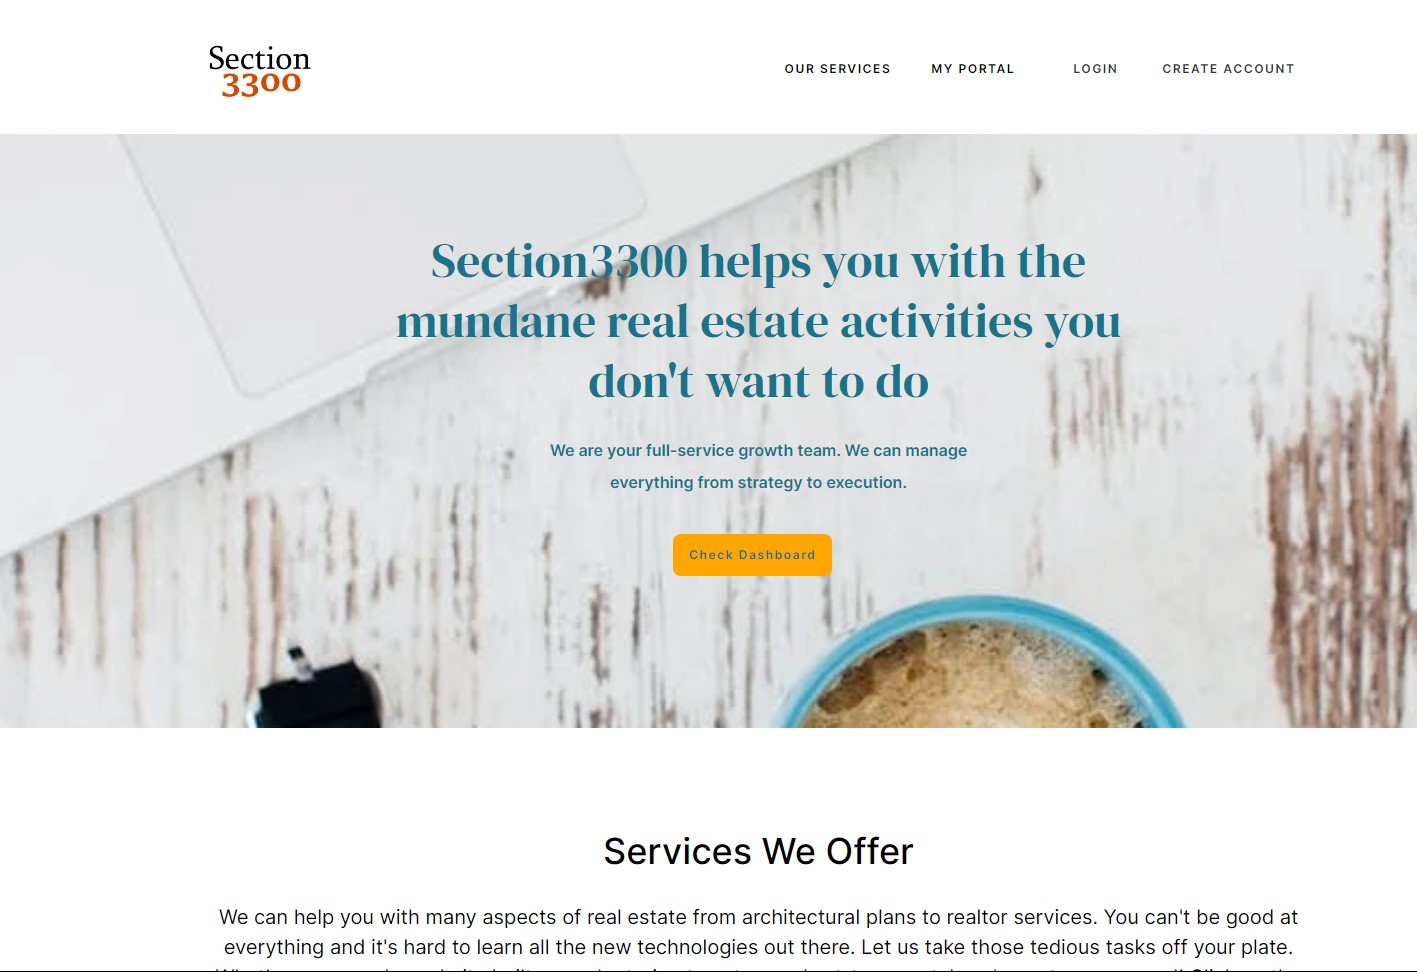 Section
3300
OUR SERVICES
MY PORTAL
LOGIN
CREATE ACCOUNT
Section3300 helps you with the
mundane real estate activities you
don't want to do
We are your full-service growth team. We can manage
everything from strategy to execution.
Check Dashboard
Services We Offer
We can help you with many aspects of real estate from architectural plans to realtor services. You can't be good at
everything and it's hard to learn all the new technologies out there. Let us take those tedious tasks off your plate.